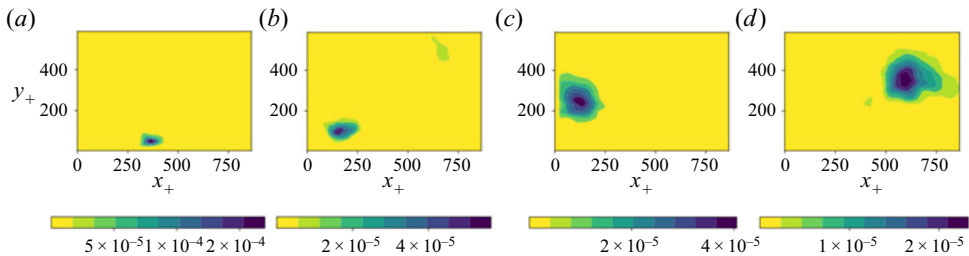 (a) (b) (c) (d)
400 400 400 400
y+
200 200 200 200
0 250 500 750 0 250 500 750 0 250 500 750 0 250 500 750
x+ x+ x+ x+
5 × 10⁻⁵ 1 × 10⁻⁴ 2 × 10⁻⁴ 2 × 10⁻⁵ 4 × 10⁻⁵ 2 × 10⁻⁵ 4 × 10⁻⁵ 1 × 10⁻⁵ 2 × 10⁻⁵